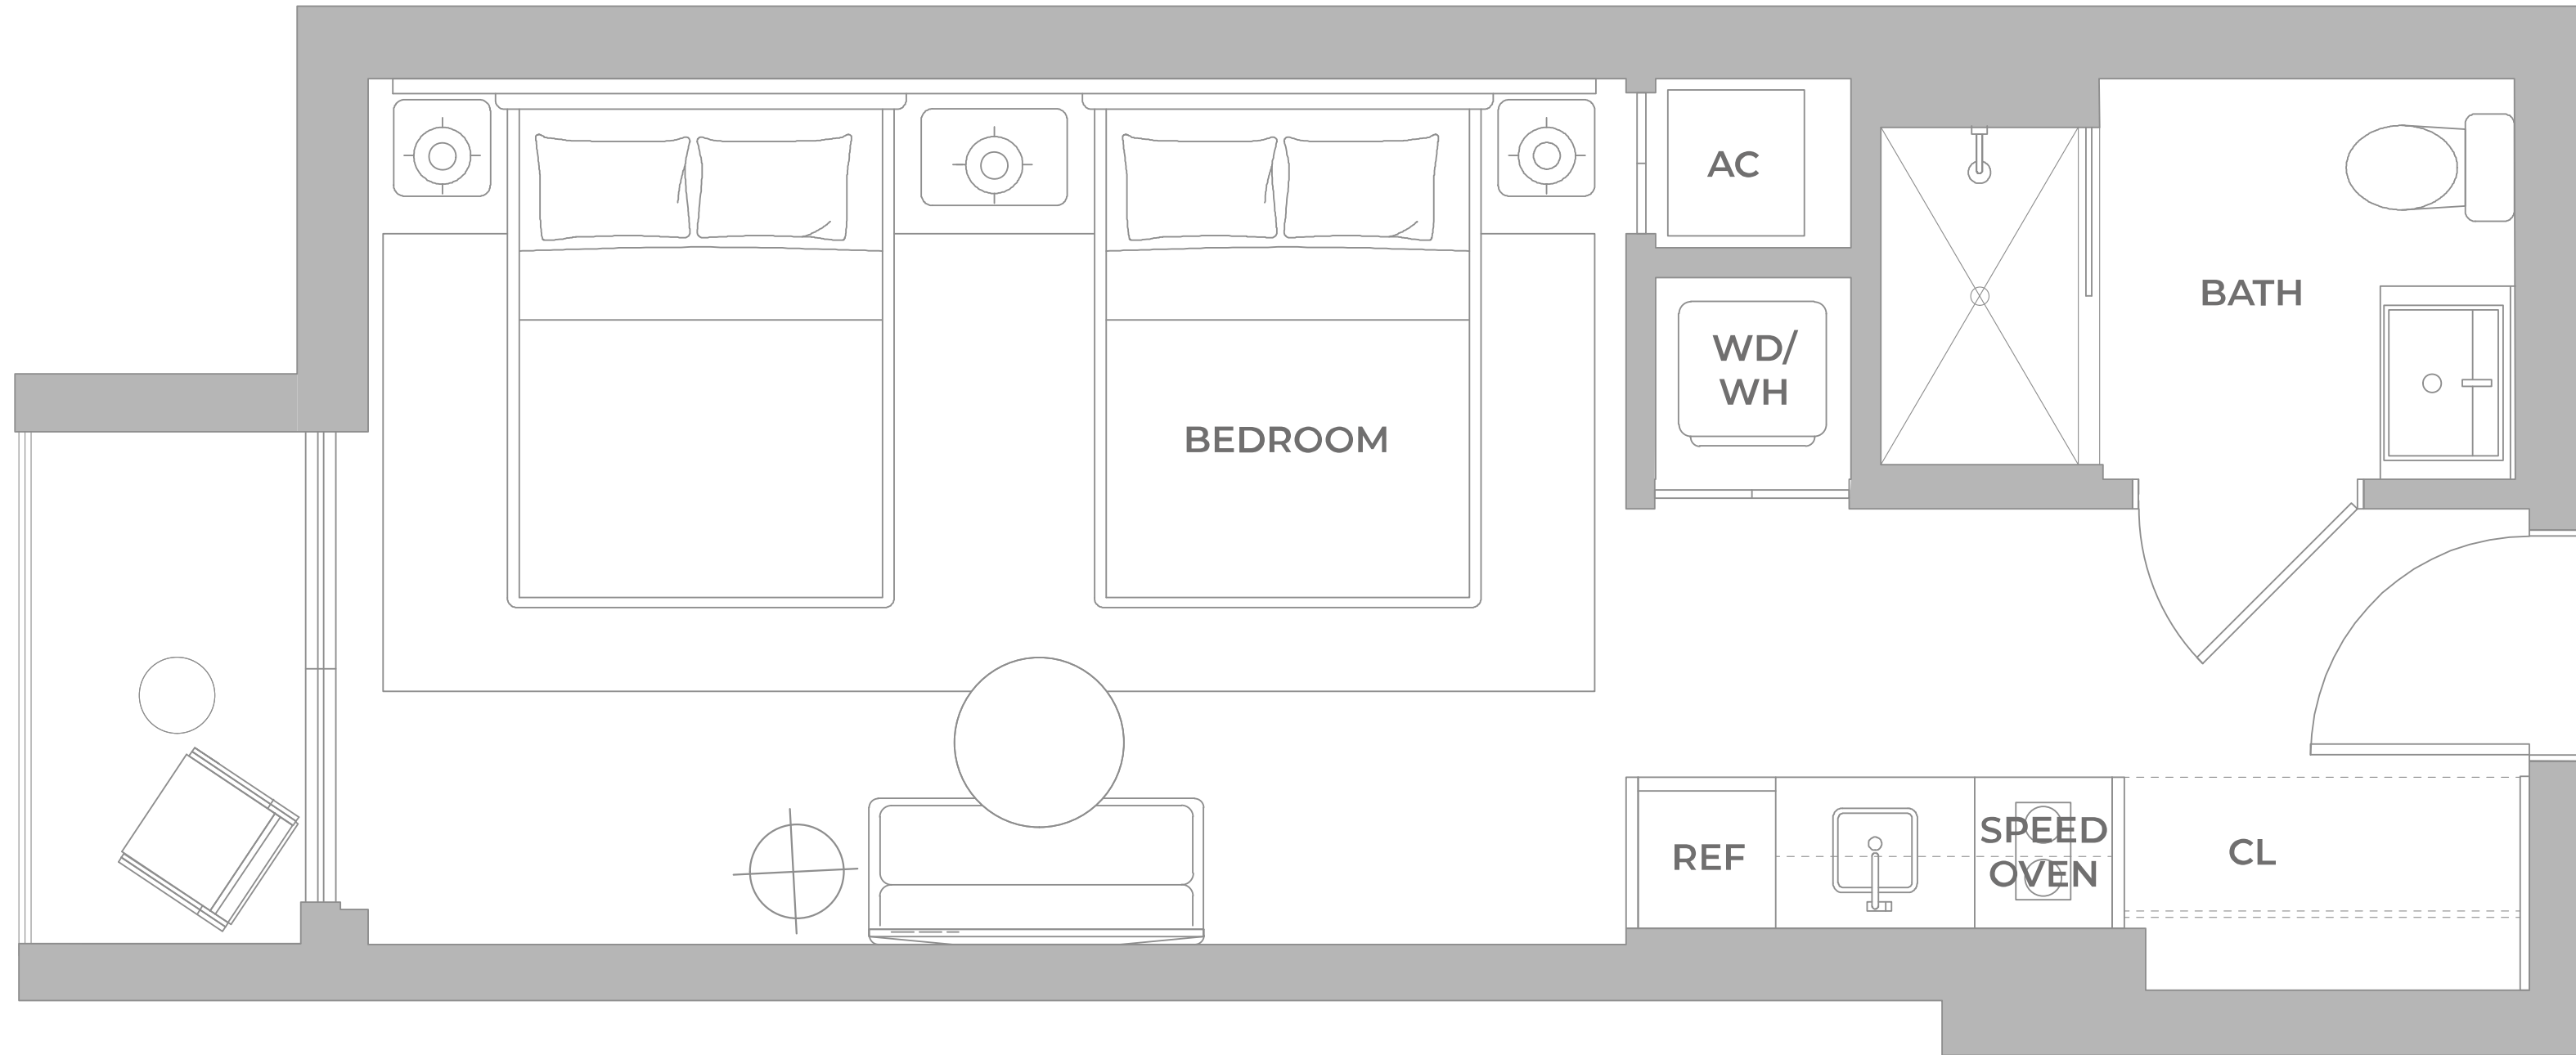 AC
BATH
WD/
WH
BEDROOM
REF
SPEED
OVEN
CL